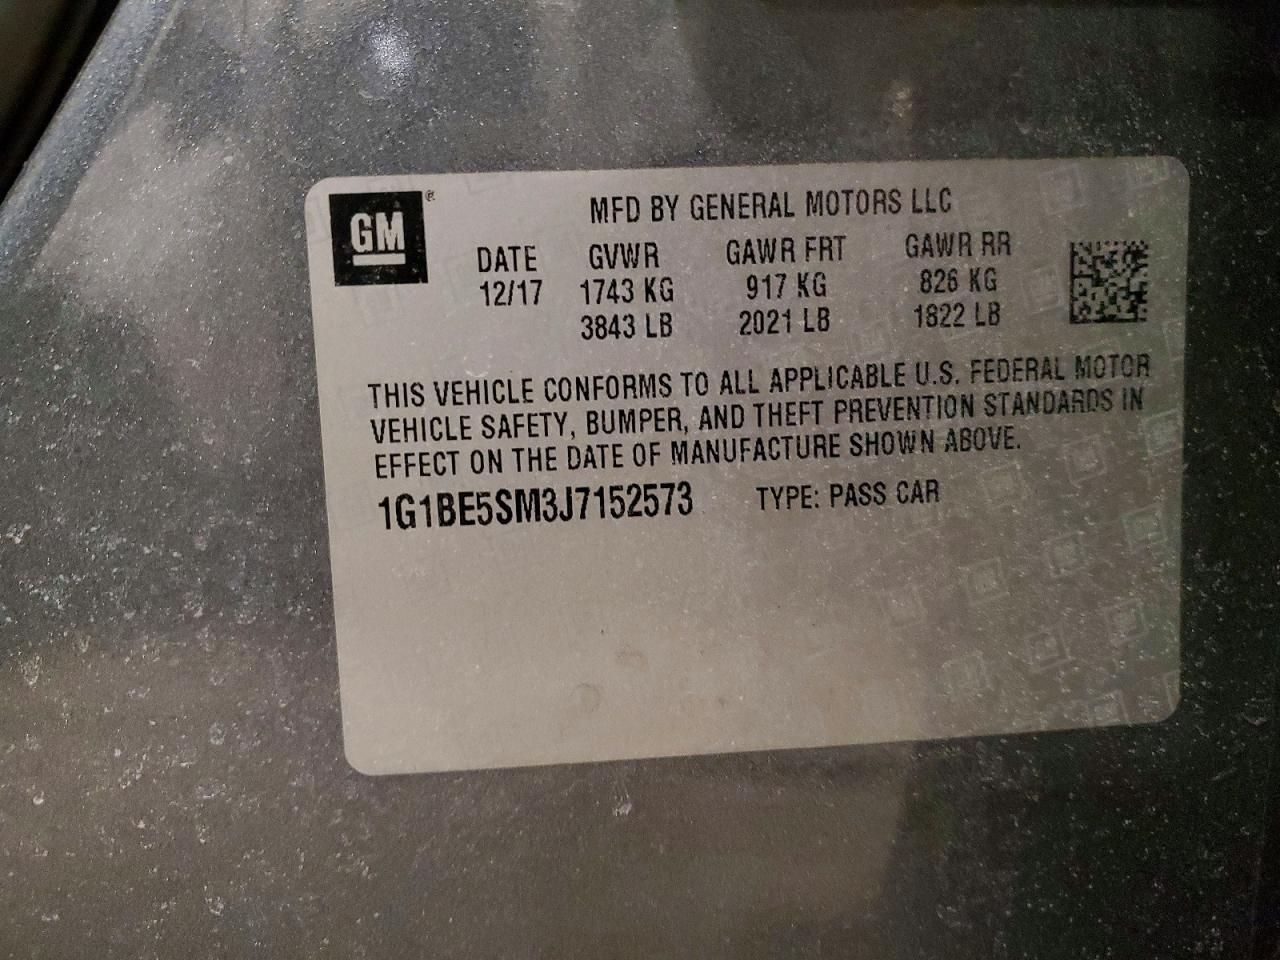 GM®
MFD BY GENERAL MOTORS LLC
DATE GVWR GAWR FRT GAWR RR
12/17 1743 KG 917 KG 826 KG
3843 LB 2021 LB 1822 LB
THIS VEHICLE CONFORMS TO ALL APPLICABLE U.S. FEDERAL MOTOR
VEHICLE SAFETY, BUMPER, AND THEFT PREVENTION STANDARDS IN
EFFECT ON THE DATE OF MANUFACTURE SHOWN ABOVE.
1G1BE5SM3J7152573 TYPE: PASS CAR